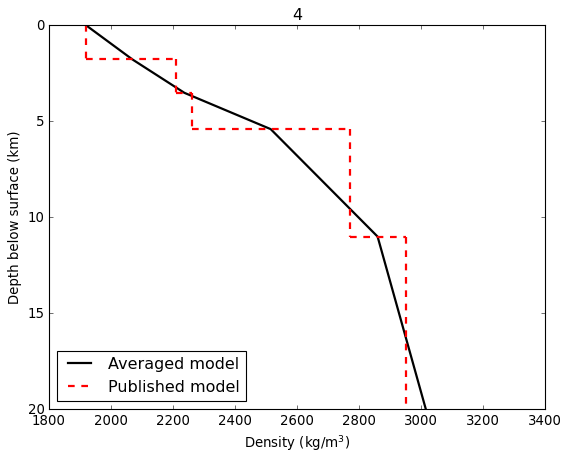 4
0
5
10
15
20
Depth below surface (km)
Averaged model
Published model
1800 2000 2200 2400 2600 2800 3000 3200 3400
Density (kg/m³)